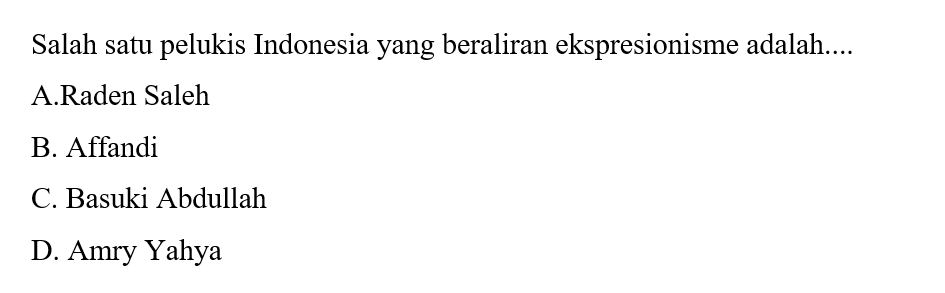 Salah satu pelukis Indonesia yang beraliran ekspresionisme adalah....
A.Raden Saleh
B. Affandi
C. Basuki Abdullah
D. Amry Yahya